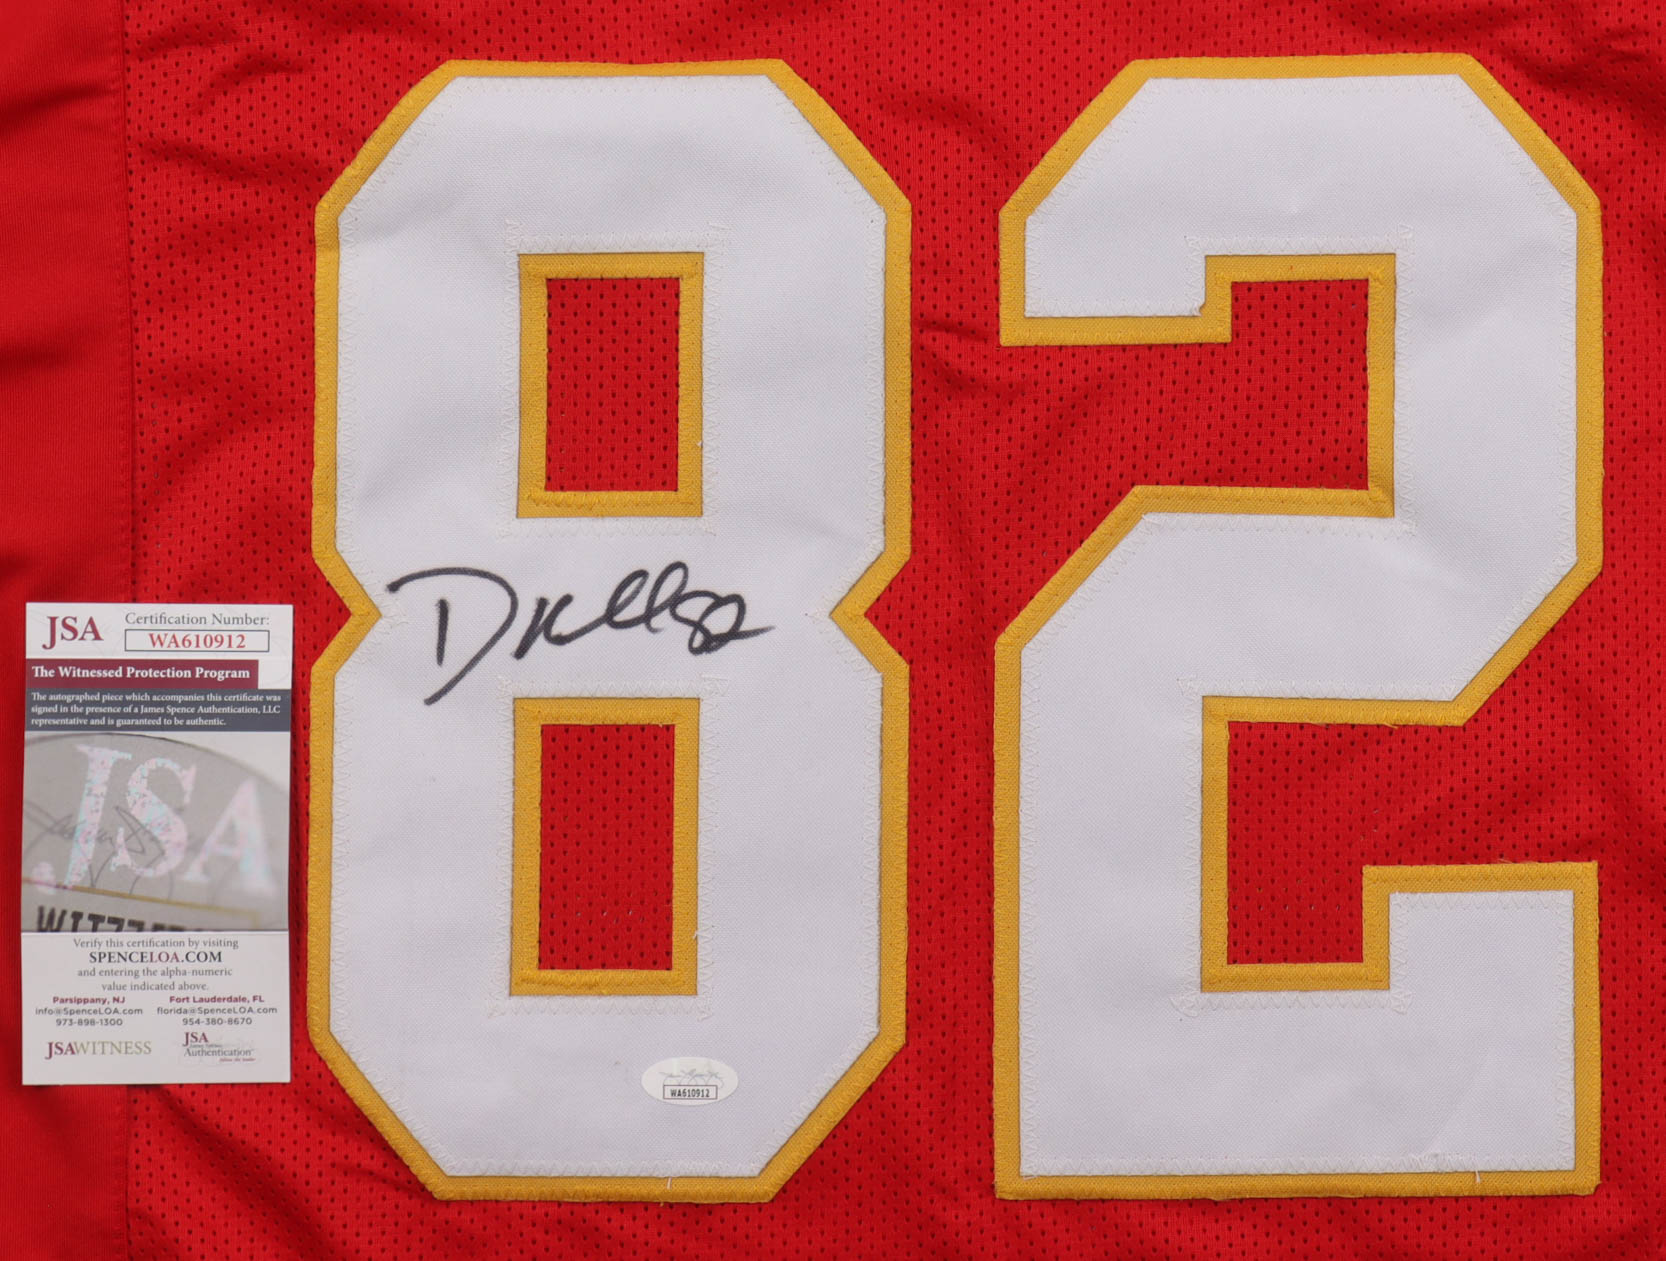 82
JSA Certification Number:
WA610912
The Witnessed Protection Program
The autographed piece which accompanies this certificate was
signed in the presence of a James Spence Authentication, LLC
representative and is guaranteed to be authentic.
JSA
Verify this certification by visiting
SPENCELOA.COM
and entering the alpha-numeric
value indicated above.
Parsippany, NJ Fort Lauderdale, FL
info@SpenceLOA.com florida@SpenceLOA.com
973-898-1300 954-380-8670
JSAWITNESS JSA
Authentication
82
WA610912